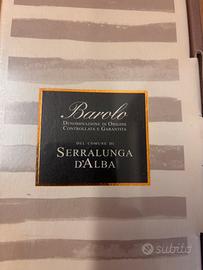 Barolo
DENOMINAZIONE DI ORIGINE
CONTROLLATA E GARANTITA
DEL COMUNE DI
SERRALUNGA
D'ALBA
subito